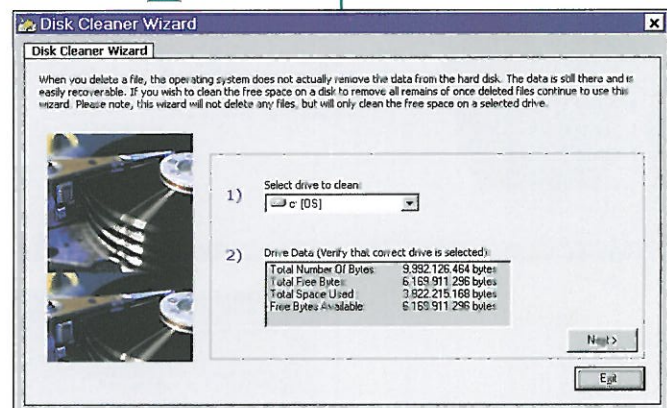 Disk Cleaner Wizard
Disk Cleaner Wizard
When you delete a file, the operating system does not actually remove the data from the hard disk. The data is still there and is
easily recoverable. If you wish to clean the free space on a disk to remove all remains of once deleted files continue to use this
wizard. Please note, this wizard will not delete any files, but will only clean the free space on a selected drive.
1) Select drive to clean:
c: [OS]
2) Drive Data (Verify that correct drive is selected):
Total Number Of Bytes: 9,992,126,464 bytes
Total Free Bytes: 6,169,911,296 bytes
Total Space Used: 3,822,215,168 bytes
Free Bytes Available: 6,169,911,296 bytes
Next >
Exit